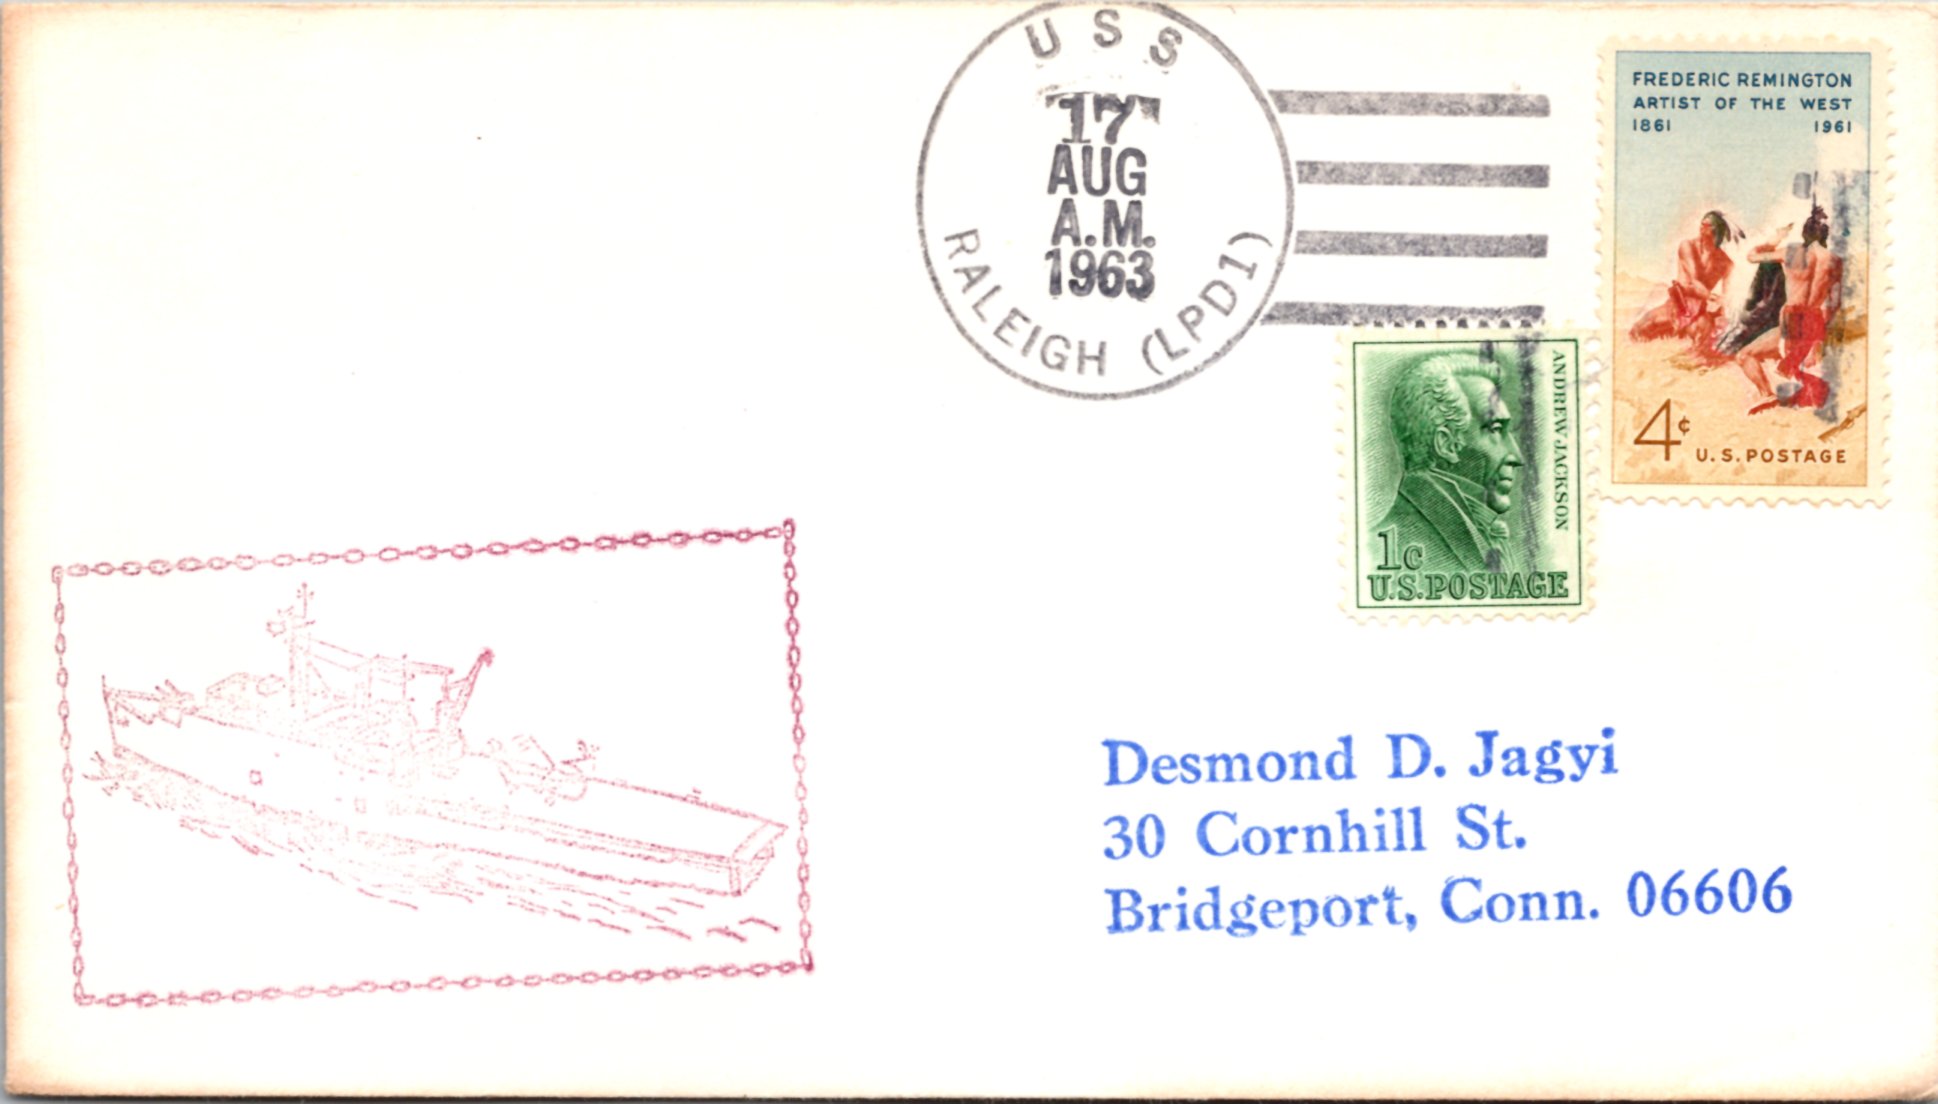 USS
17
AUG
A.M.
1963
RALEIGH (LPD1)
FREDERIC REMINGTON
ARTIST OF THE WEST
1861 1961
4¢ U.S. POSTAGE
ANDREW JACKSON
1c
U.S. POSTAGE
Desmond D. Jagyi
30 Cornhill St.
Bridgeport, Conn. 06606